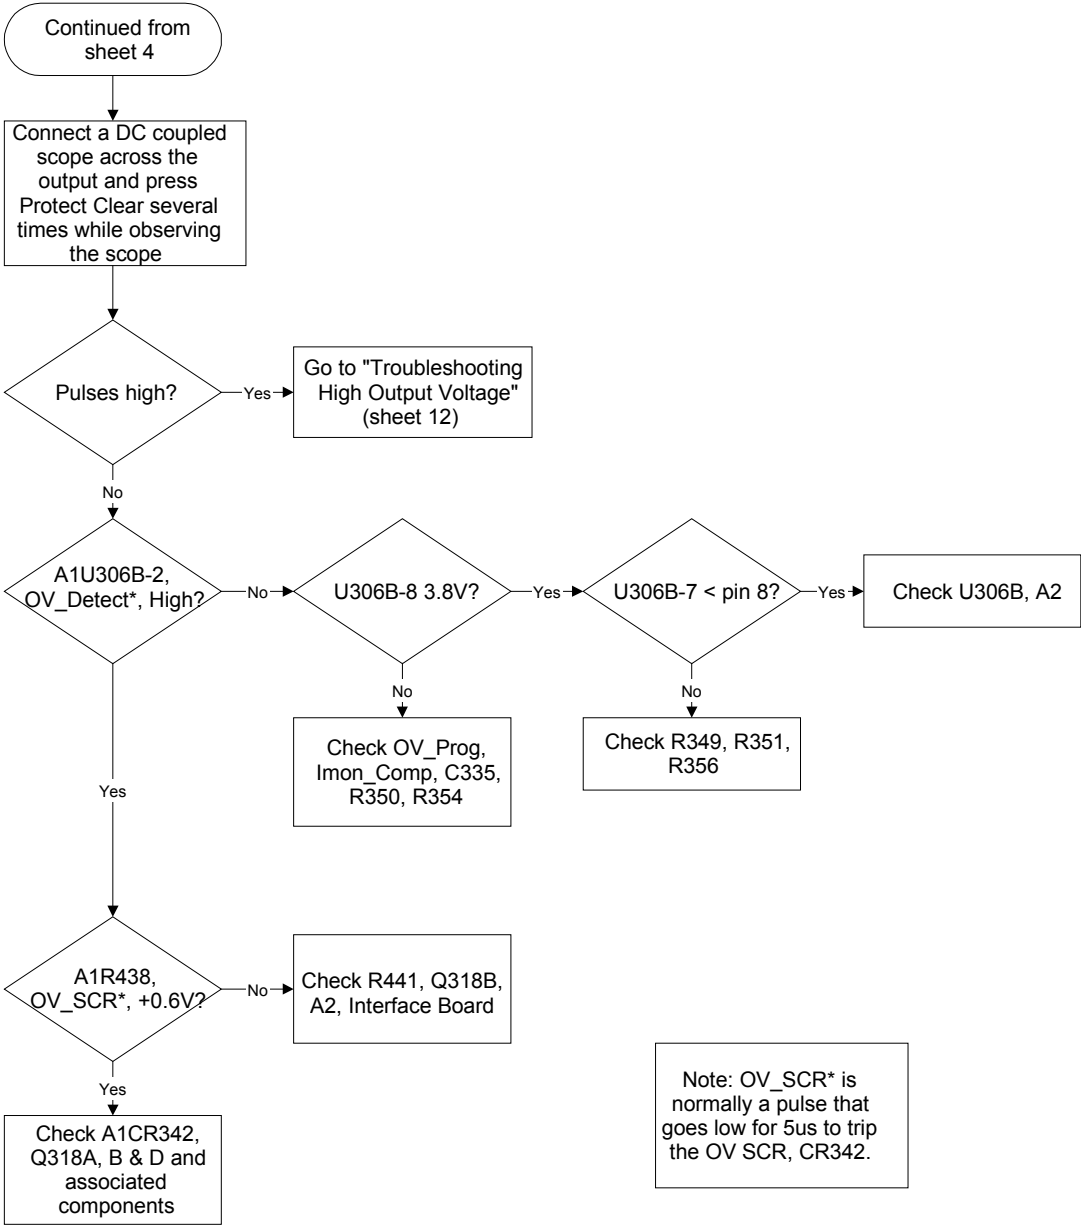 Continued from
sheet 4
Connect a DC coupled
scope across the
output and press
Protect Clear several
times while observing
the scope
Pulses high?
Yes
Go to "Troubleshooting
High Output Voltage"
(sheet 12)
No
A1U306B-2,
OV_Detect*, High?
No
U306B-8 3.8V?
Yes
U306B-7 < pin 8?
Yes
Check U306B, A2
No
Check OV_Prog,
Imon_Comp, C335,
R350, R354
No
Check R349, R351,
R356
Yes
A1R438,
OV_SCR*, +0.6V?
No
Check R441, Q318B,
A2, Interface Board
Yes
Check A1CR342,
Q318A, B & D and
associated
components
Note: OV_SCR* is
normally a pulse that
goes low for 5us to trip
the OV SCR, CR342.